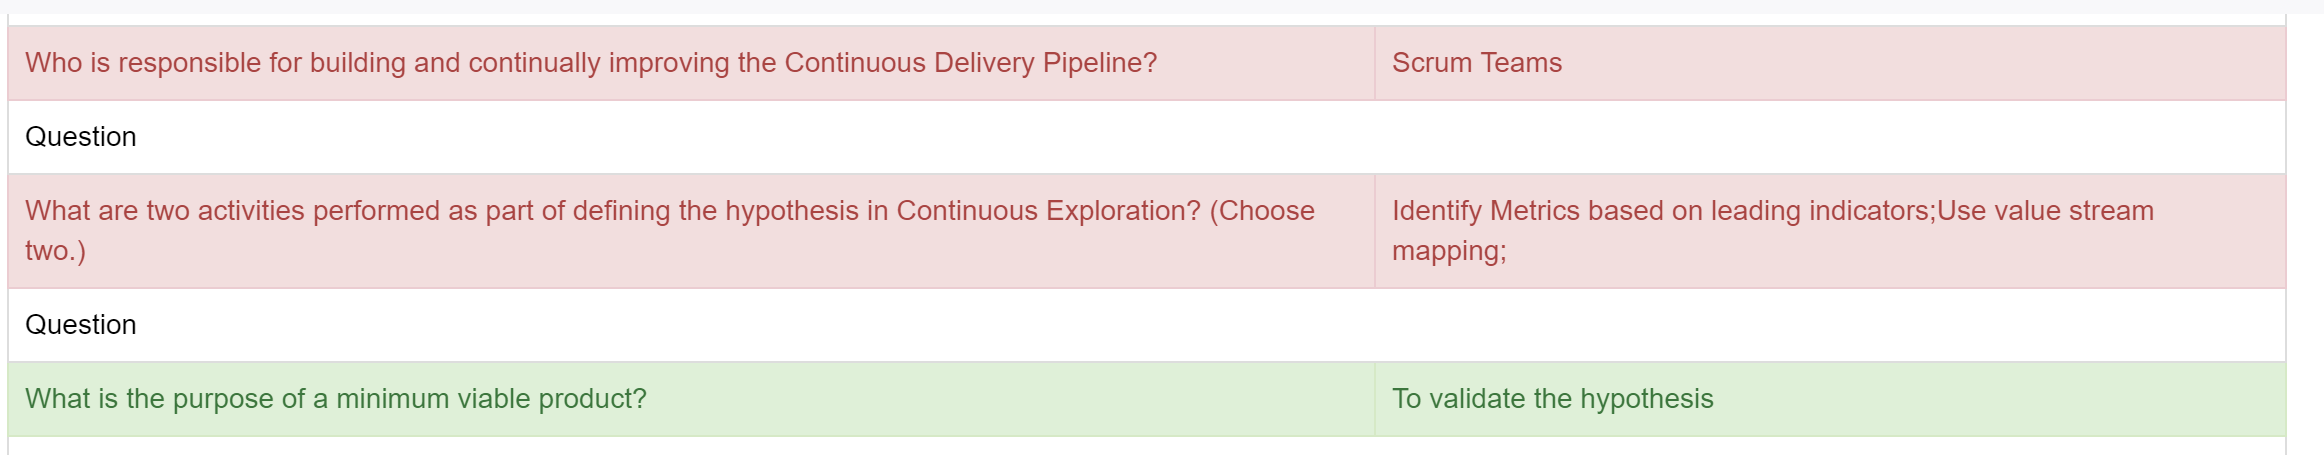 Who is responsible for building and continually improving the Continuous Delivery Pipeline?
Scrum Teams
Question
What are two activities performed as part of defining the hypothesis in Continuous Exploration? (Choose
two.)
Identify Metrics based on leading indicators;Use value stream
mapping;
Question
What is the purpose of a minimum viable product?
To validate the hypothesis